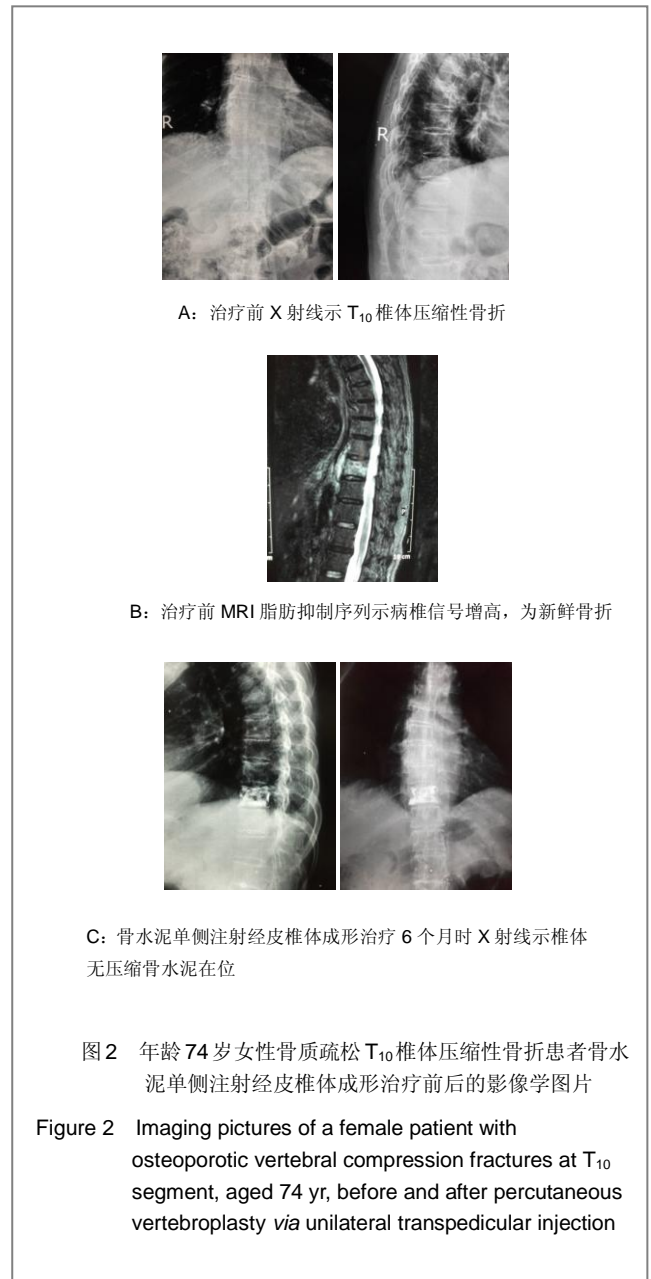 R
R
A：治疗前 X 射线示 T₁₀ 椎体压缩性骨折
B：治疗前 MRI 脂肪抑制序列示病椎信号增高，为新鲜骨折
C：骨水泥单侧注射经皮椎体成形治疗 6 个月时 X 射线示椎体
无压缩骨水泥在位
图2 年龄 74 岁女性骨质疏松 T₁₀ 椎体压缩性骨折患者骨水
泥单侧注射经皮椎体成形治疗前后的影像学图片
Figure 2 Imaging pictures of a female patient with
osteoporotic vertebral compression fractures at T₁₀
segment, aged 74 yr, before and after percutaneous
vertebroplasty via unilateral transpedicular injection